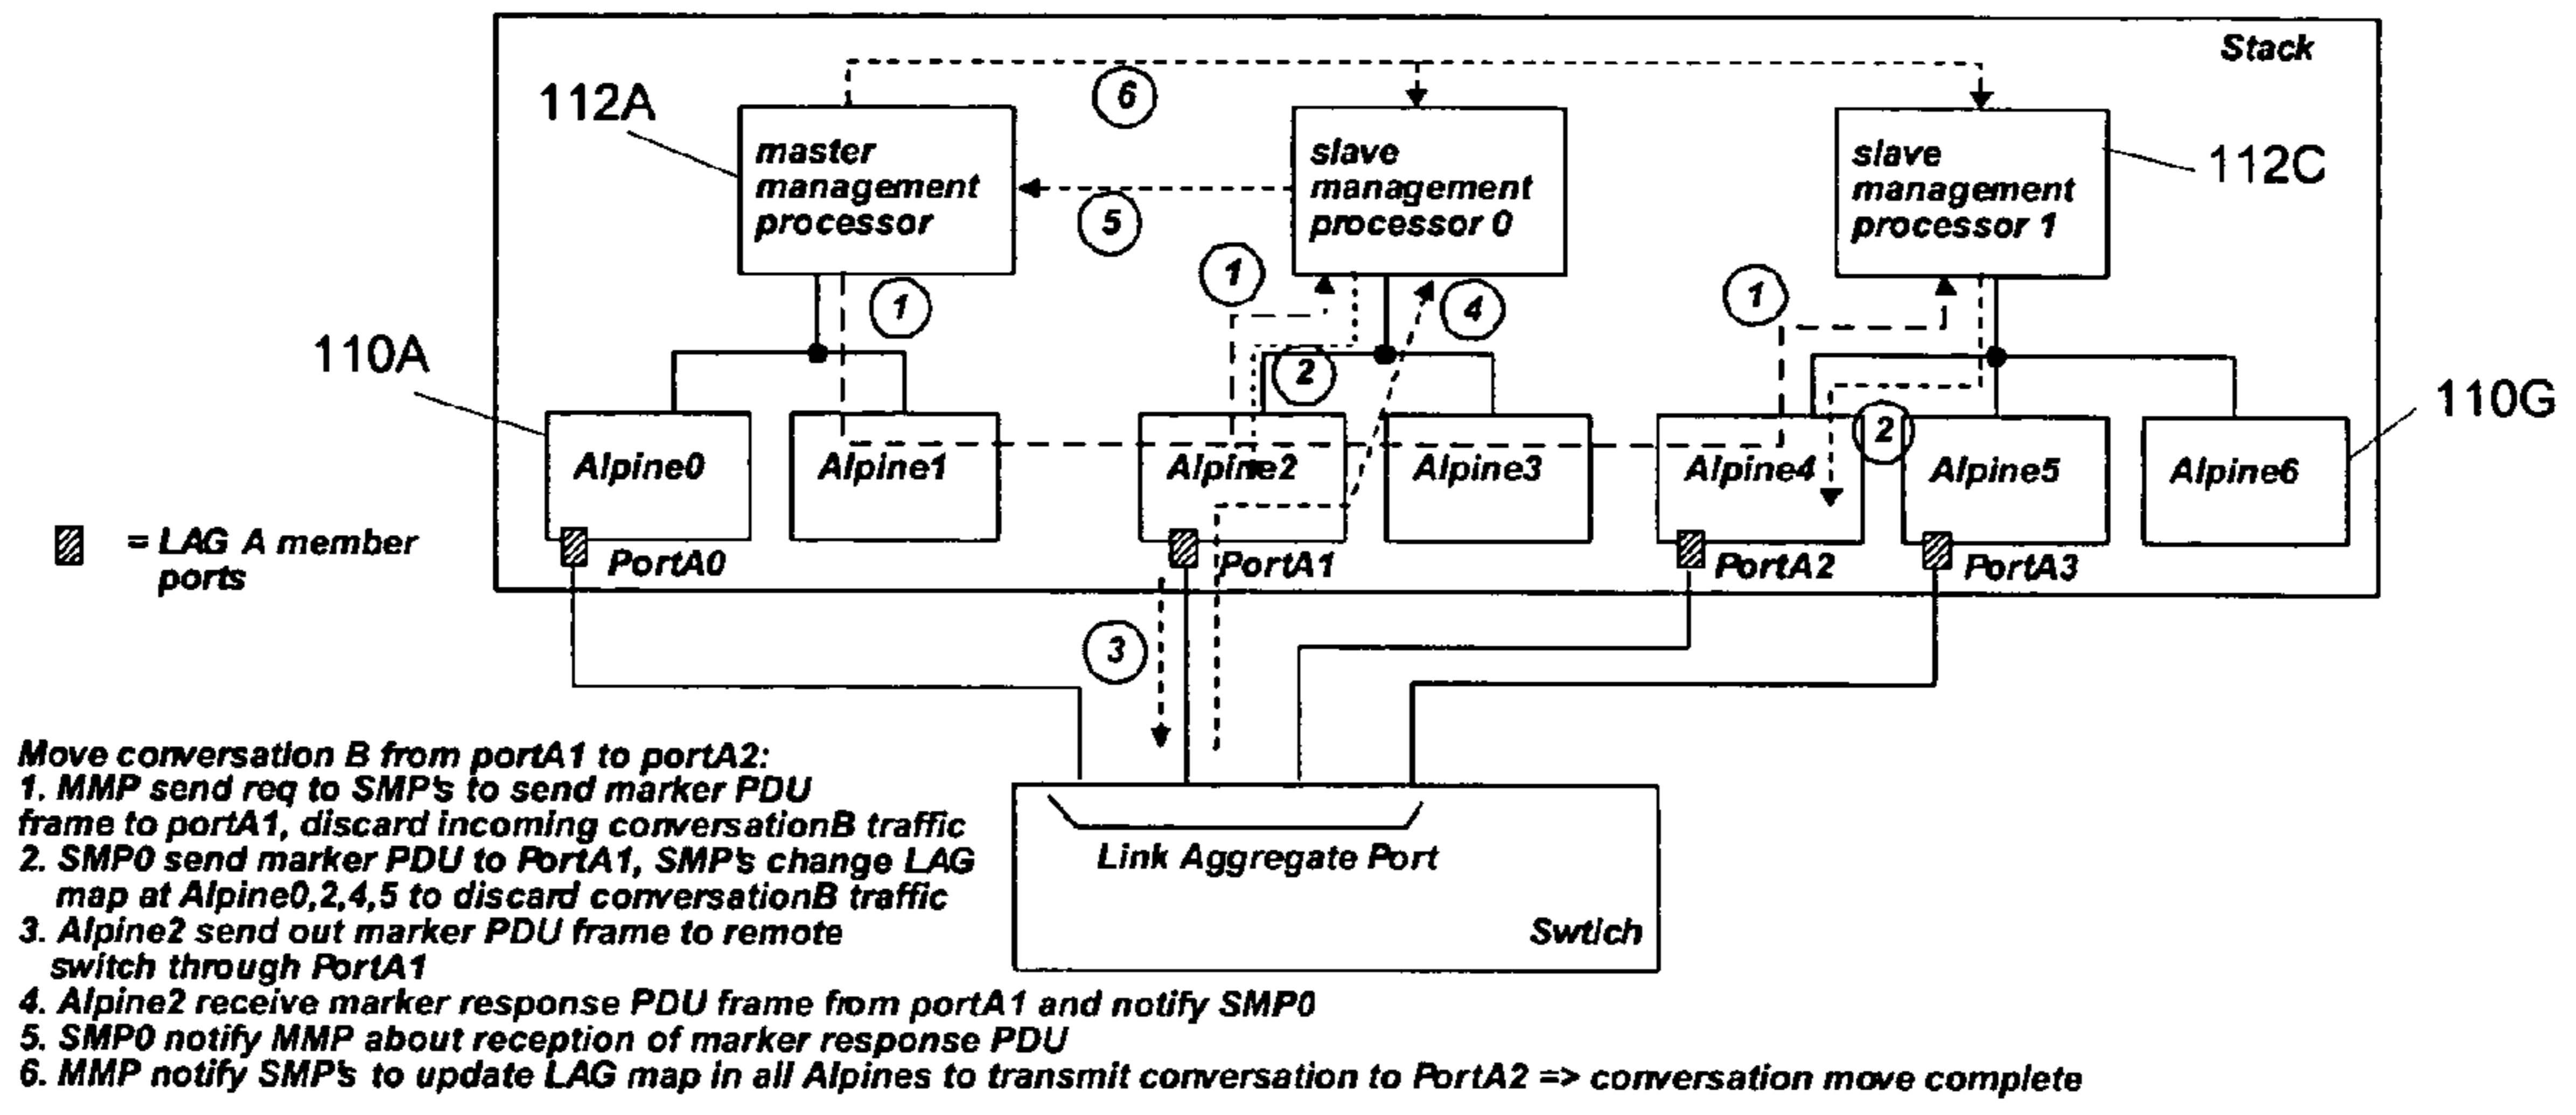 Stack
112A
6
master
management
processor
slave
management
processor 0
slave
management
processor 1
112C
5
1
1
4
1
110A
2
2
110G
Alpine0
Alpine1
Alpine2
Alpine3
Alpine4
Alpine5
Alpine6
= LAG A member
ports
PortA0
PortA1
PortA2
PortA3
3
Link Aggregate Port
Swtich
Move conversation B from portA1 to portA2:
1. MMP send req to SMP's to send marker PDU
frame to portA1, discard incoming conversationB traffic
2. SMP0 send marker PDU to PortA1, SMP's change LAG
map at Alpine0,2,4,5 to discard conversationB traffic
3. Alpine2 send out marker PDU frame to remote
switch through PortA1
4. Alpine2 receive marker response PDU frame from portA1 and notify SMP0
5. SMP0 notify MMP about reception of marker response PDU
6. MMP notify SMP's to update LAG map in all Alpines to transmit conversation to PortA2 => conversation move complete